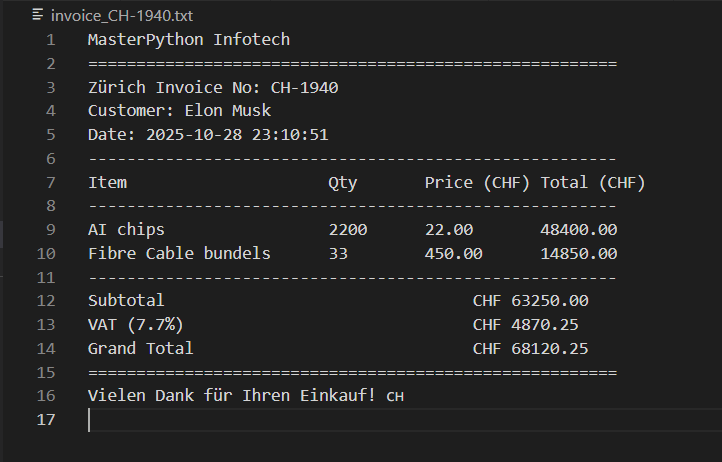 invoice_CH-1940.txt
1 MasterPython Infotech
2 =======================================================
3 Zürich Invoice No: CH-1940
4 Customer: Elon Musk
5 Date: 2025-10-28 23:10:51
6 -------------------------------------------------------
7 Item                     Qty       Price (CHF) Total (CHF)
8 -------------------------------------------------------
9 AI chips                 2200      22.00       48400.00
10 Fibre Cable bundels      33        450.00      14850.00
11 -------------------------------------------------------
12 Subtotal                                CHF 63250.00
13 VAT (7.7%)                              CHF 4870.25
14 Grand Total                             CHF 68120.25
15 =======================================================
16 Vielen Dank für Ihren Einkauf! CH
17